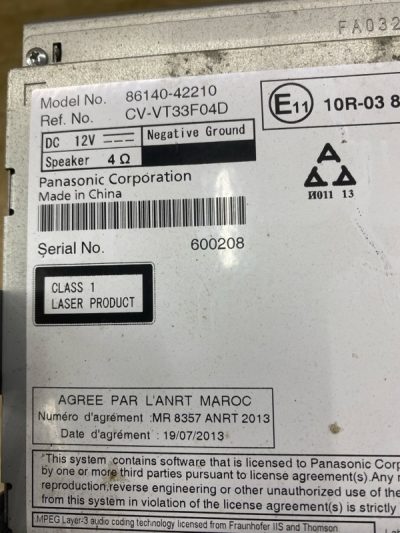 FA032
Model No. 86140-42210
Ref. No. CV-VT33F04D
E11 10R-03 8
DC 12V Negative Ground
Speaker 4 Ω
Panasonic Corporation
Made in China
И011 13
Serial No. 600208
CLASS 1
LASER PRODUCT
AGREE PAR L'ANRT MAROC
Numéro d'agrément :MR 8357 ANRT 2013
Date d'agrément : 19/07/2013
This system contains software that is licensed to Panasonic Corp
by one or more third parties pursuant to license agreement(s).Any
reproduction,reverse engineering or other unauthorized use of the
from this system in violation of the license agreement(s) is strictly
MPEG Layer-3 audio coding technology licensed from Fraunhofer IIS and Thomson